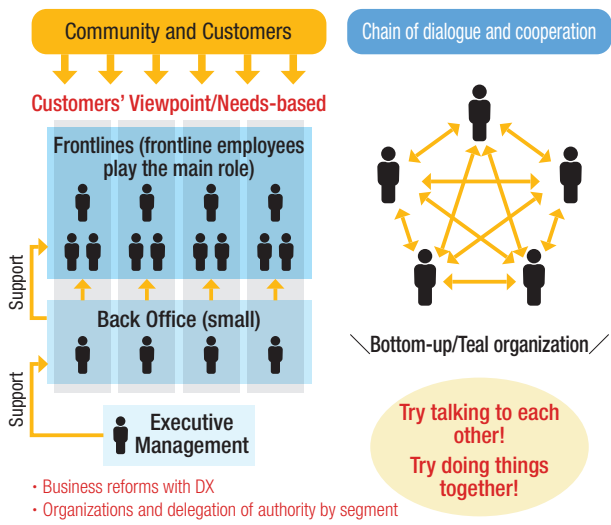 Community and Customers
Customers' Viewpoint/Needs-based
Frontlines (frontline employees
play the main role)
Support
Back Office (small)
Support
Executive
Management
・Business reforms with DX
・Organizations and delegation of authority by segment
Chain of dialogue and cooperation
＼Bottom-up/Teal organization／
Try talking to each
other!
Try doing things
together!